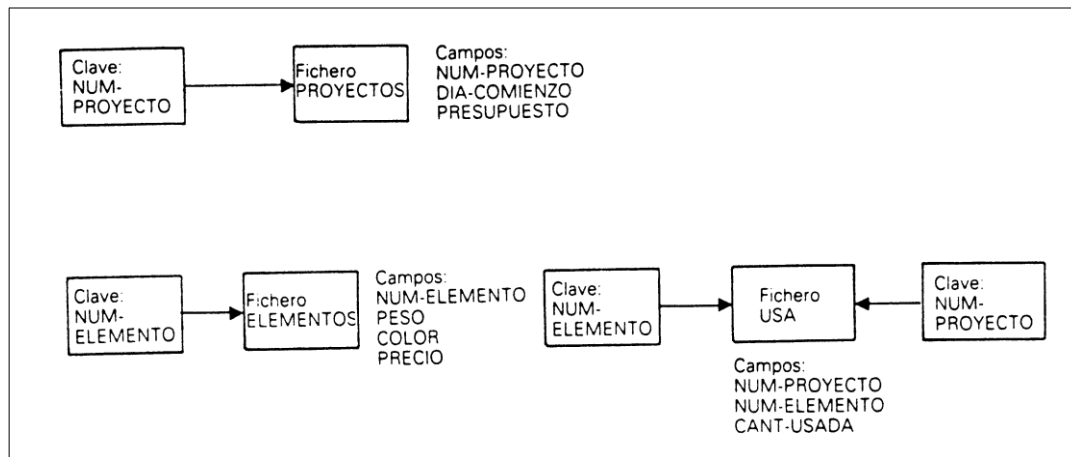 Clave:
NUM-
PROYECTO
Fichero
PROYECTOS
Campos:
NUM-PROYECTO
DIA-COMIENZO
PRESUPUESTO
Clave:
NUM-
ELEMENTO
Fichero
ELEMENTOS
Campos:
NUM-ELEMENTO
PESO
COLOR
PRECIO
Clave:
NUM-
ELEMENTO
Fichero
USA
Campos:
NUM-PROYECTO
NUM-ELEMENTO
CANT-USADA
Clave:
NUM-
PROYECTO